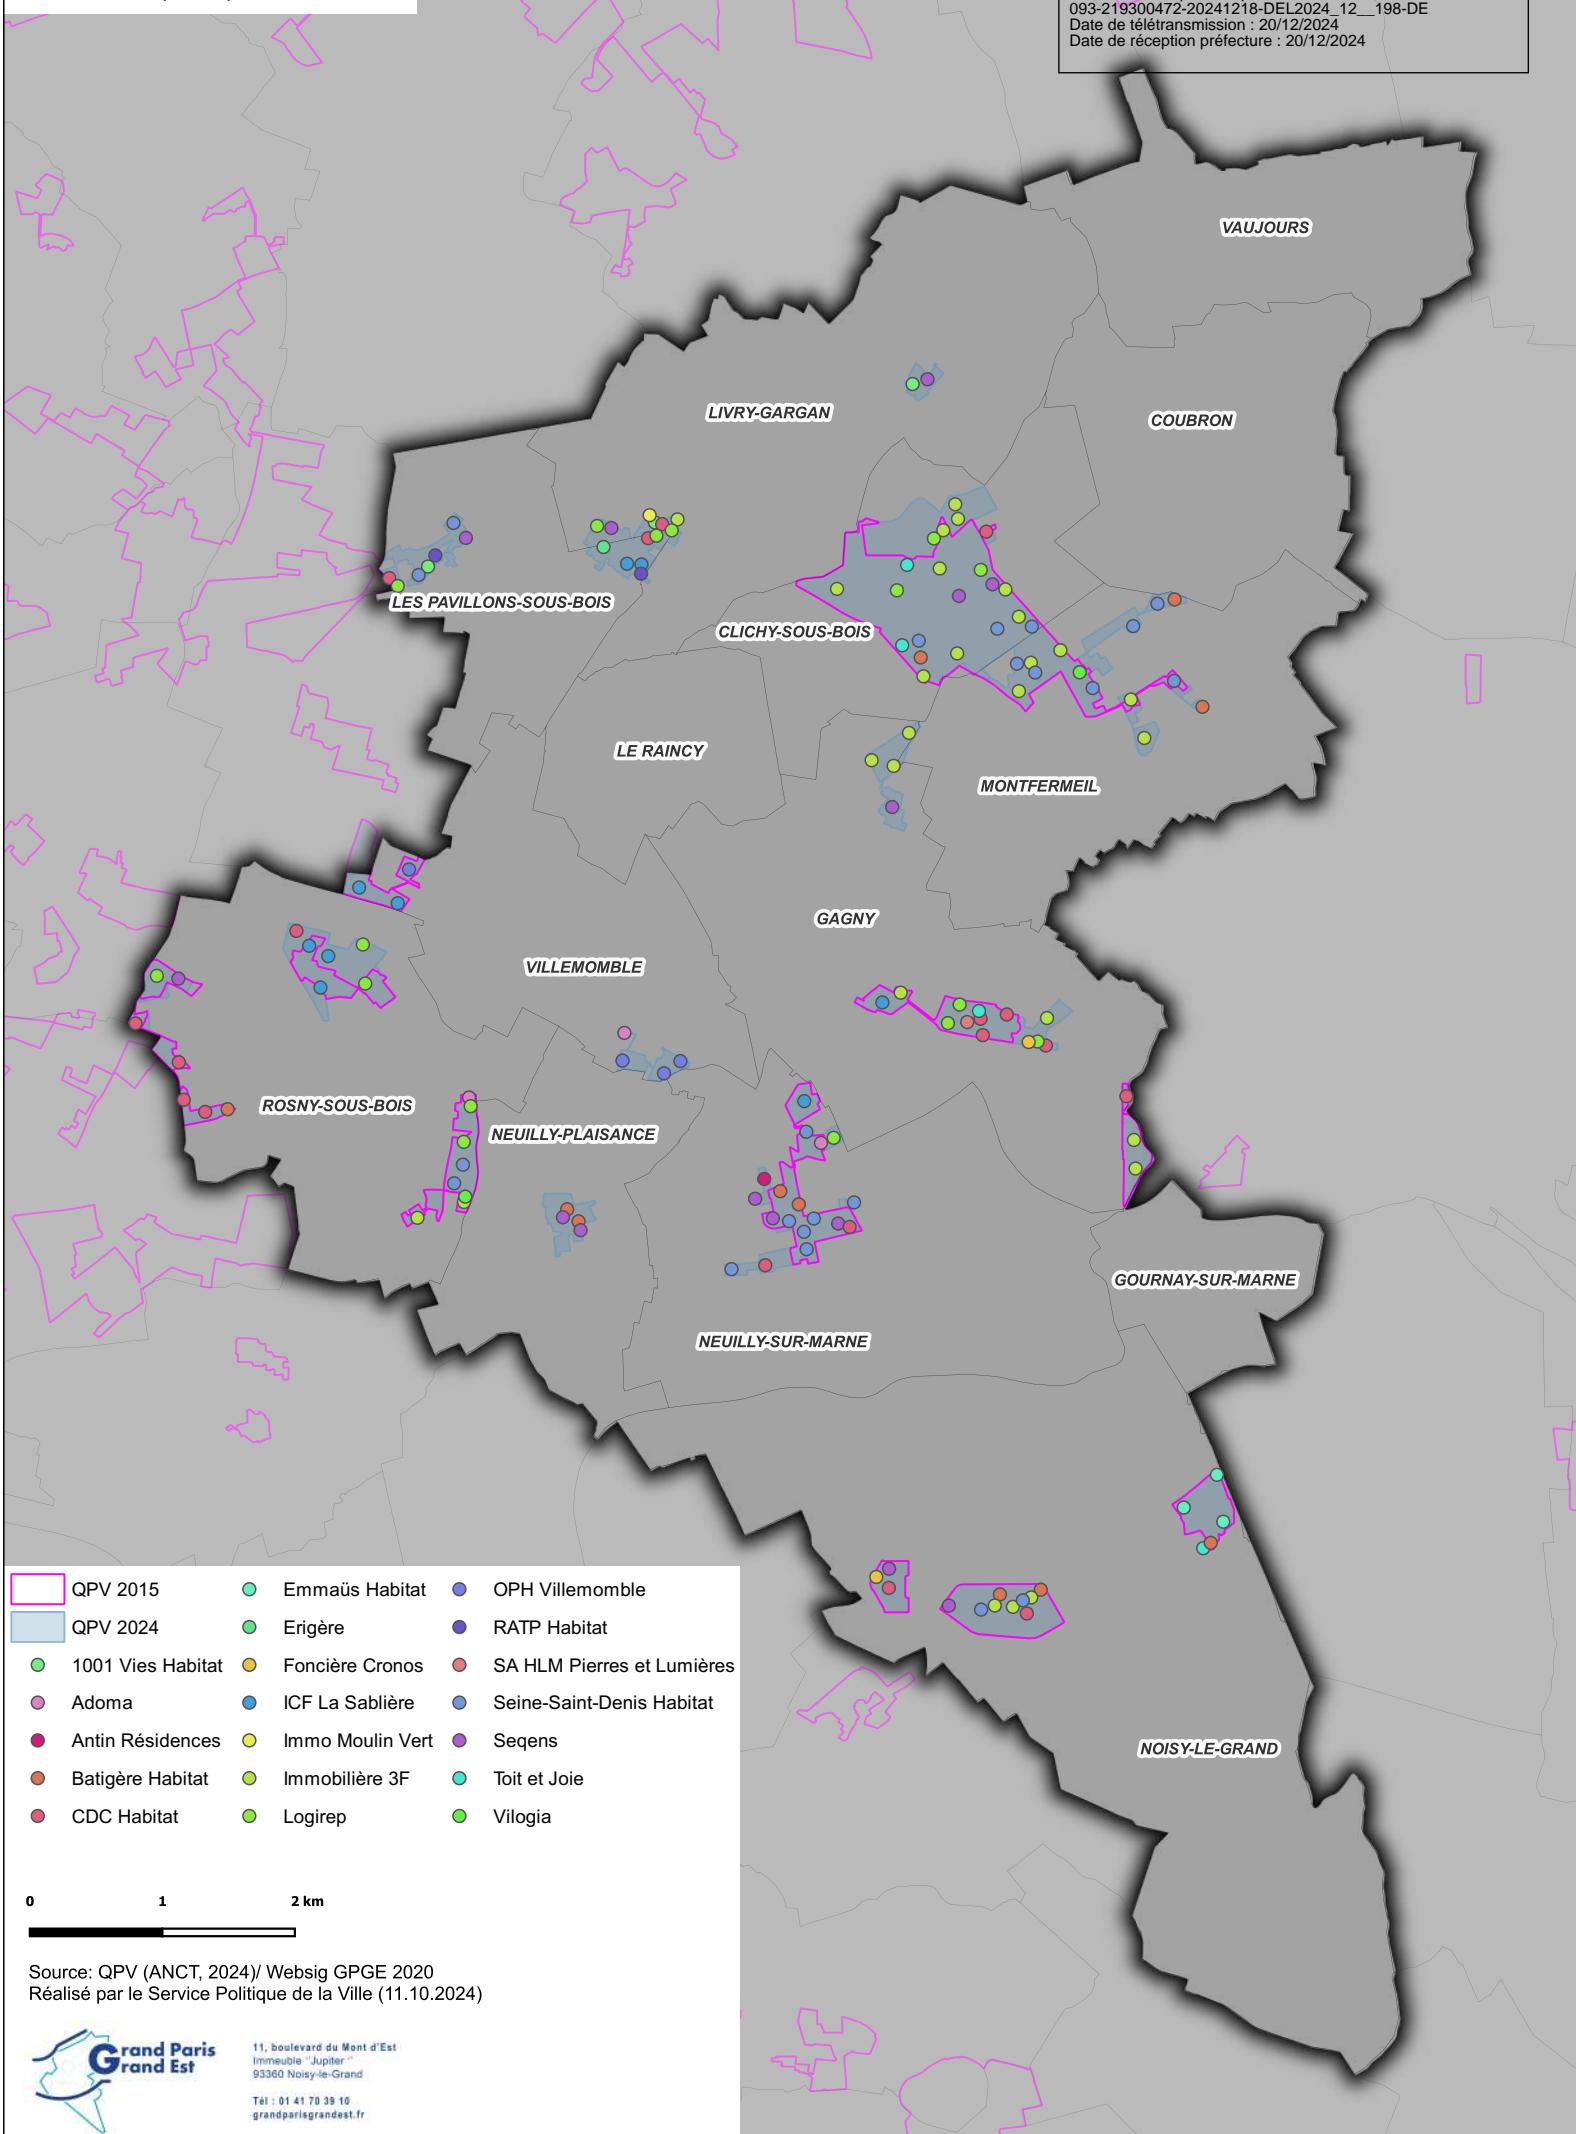 093-219300472-20241218-DEL2024_12__198-DE
Date de télétransmission : 20/12/2024
Date de réception préfecture : 20/12/2024
VAUJOURS
LIVRY-GARGAN
COUBRON
LES PAVILLONS-SOUS-BOIS
CLICHY-SOUS-BOIS
LE RAINCY
MONTFERMEIL
GAGNY
VILLEMOMBLE
ROSNY-SOUS-BOIS
NEUILLY-PLAISANCE
GOURNAY-SUR-MARNE
NEUILLY-SUR-MARNE
NOISY-LE-GRAND
QPV 2015
QPV 2024
1001 Vies Habitat
Adoma
Antin Résidences
Batigère Habitat
CDC Habitat
Emmaüs Habitat
Erigère
Foncière Cronos
ICF La Sablière
Immo Moulin Vert
Immobilière 3F
Logirep
OPH Villemomble
RATP Habitat
SA HLM Pierres et Lumières
Seine-Saint-Denis Habitat
Seqens
Toit et Joie
Vilogia
0 1 2 km
Source: QPV (ANCT, 2024)/ Websig GPGE 2020
Réalisé par le Service Politique de la Ville (11.10.2024)
Grand Paris
Grand Est
11, boulevard du Mont d'Est
Immeuble "Jupiter"
93360 Noisy-le-Grand
Tél : 01 41 70 39 10
grandparisgrandest.fr